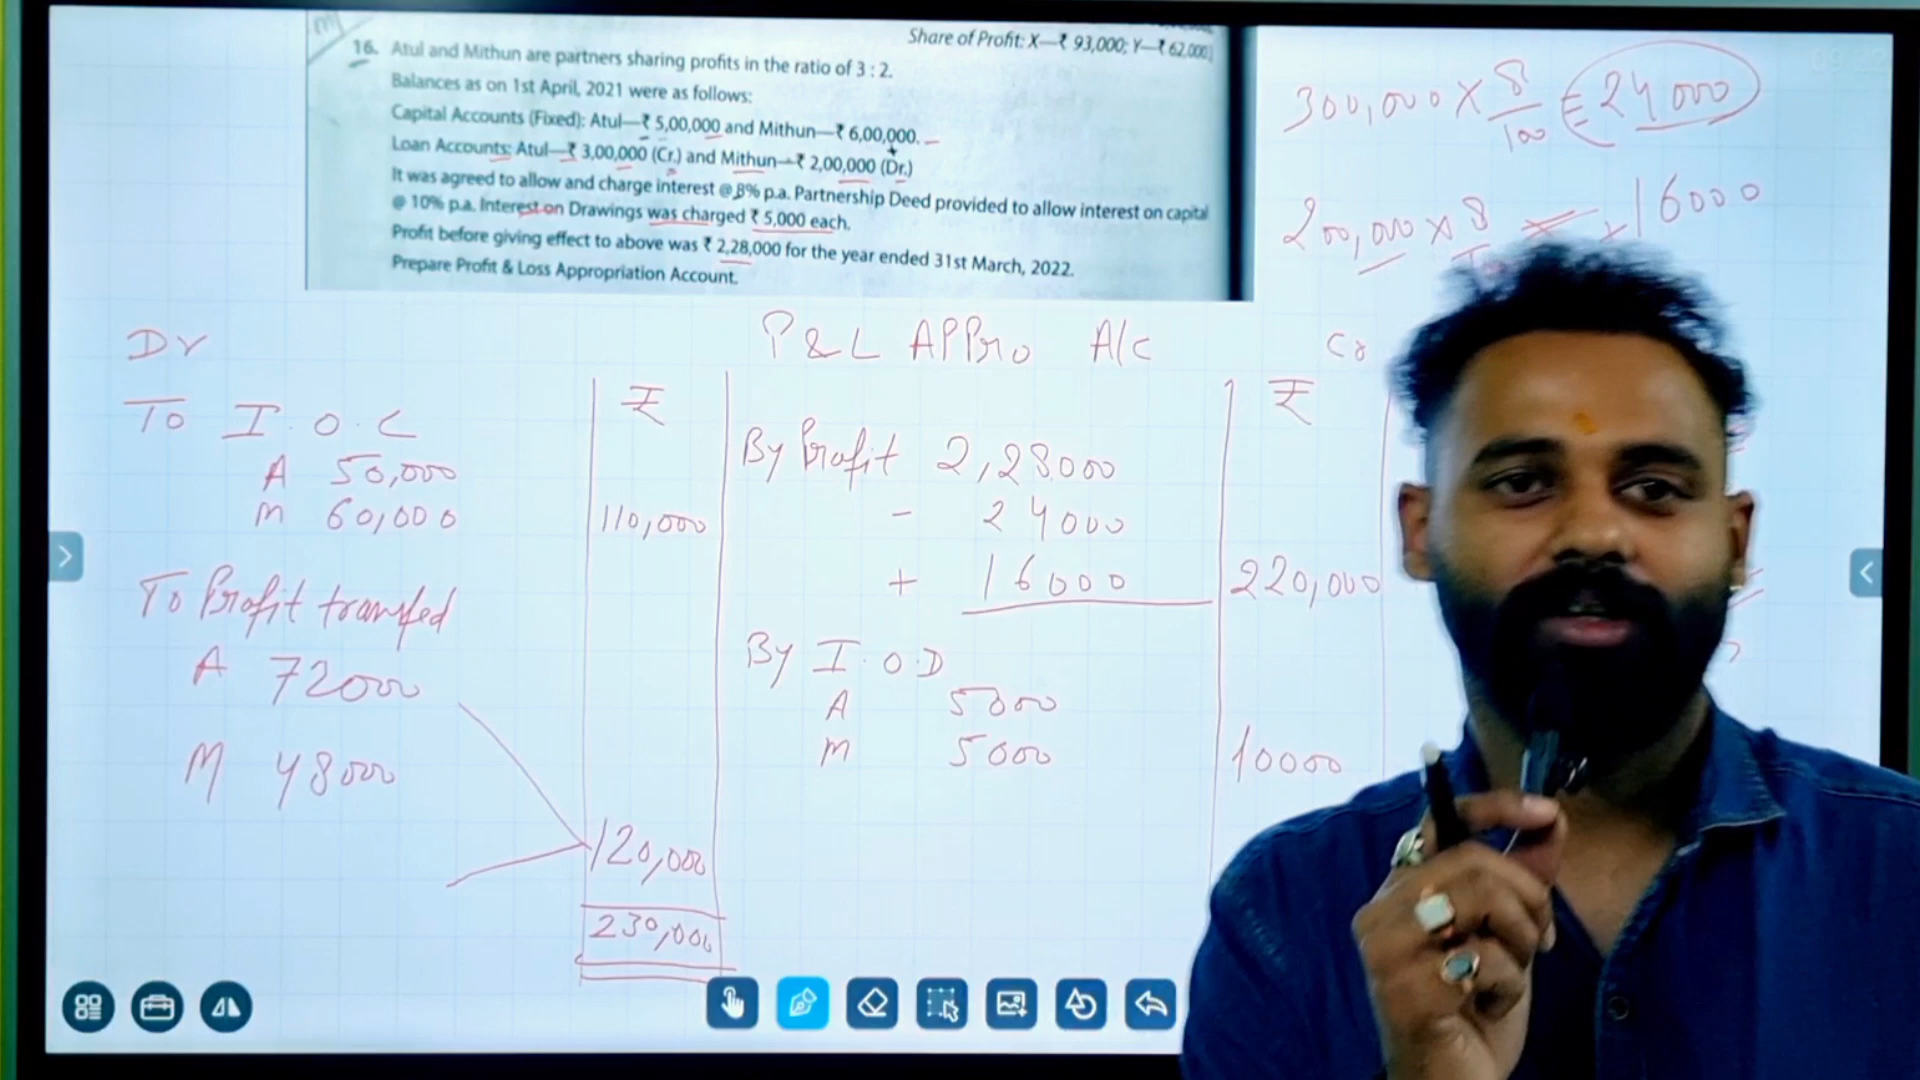 Share of Profit: X—₹ 93,000; Y—₹ 62,000]
16. Atul and Mithun are partners sharing profits in the ratio of 3 : 2.
Balances as on 1st April, 2021 were as follows:
Capital Accounts (Fixed): Atul—₹ 5,00,000 and Mithun—₹ 6,00,000.
Loan Accounts: Atul—₹ 3,00,000 (Cr.) and Mithun—₹ 2,00,000 (Dr.)
It was agreed to allow and charge interest @ 8% p.a. Partnership Deed provided to allow interest on capital
@ 10% p.a. Interest on Drawings was charged ₹ 5,000 each.
Profit before giving effect to above was ₹ 2,28,000 for the year ended 31st March, 2022.
Prepare Profit & Loss Appropriation Account.
300,000 × 8/100 = 24000
200,000 × 8 = +16000
Dr P&L APPro A/c Cr
₹ ₹
To I.O.C
A 50,000
M 60,000 110,000
To Profit transfed
A 72000
M 48000
120,000
230,000
By Profit 2,28000
- 24000
+ 16000 220,000
By I.O.D
A 5000
M 5000 10000